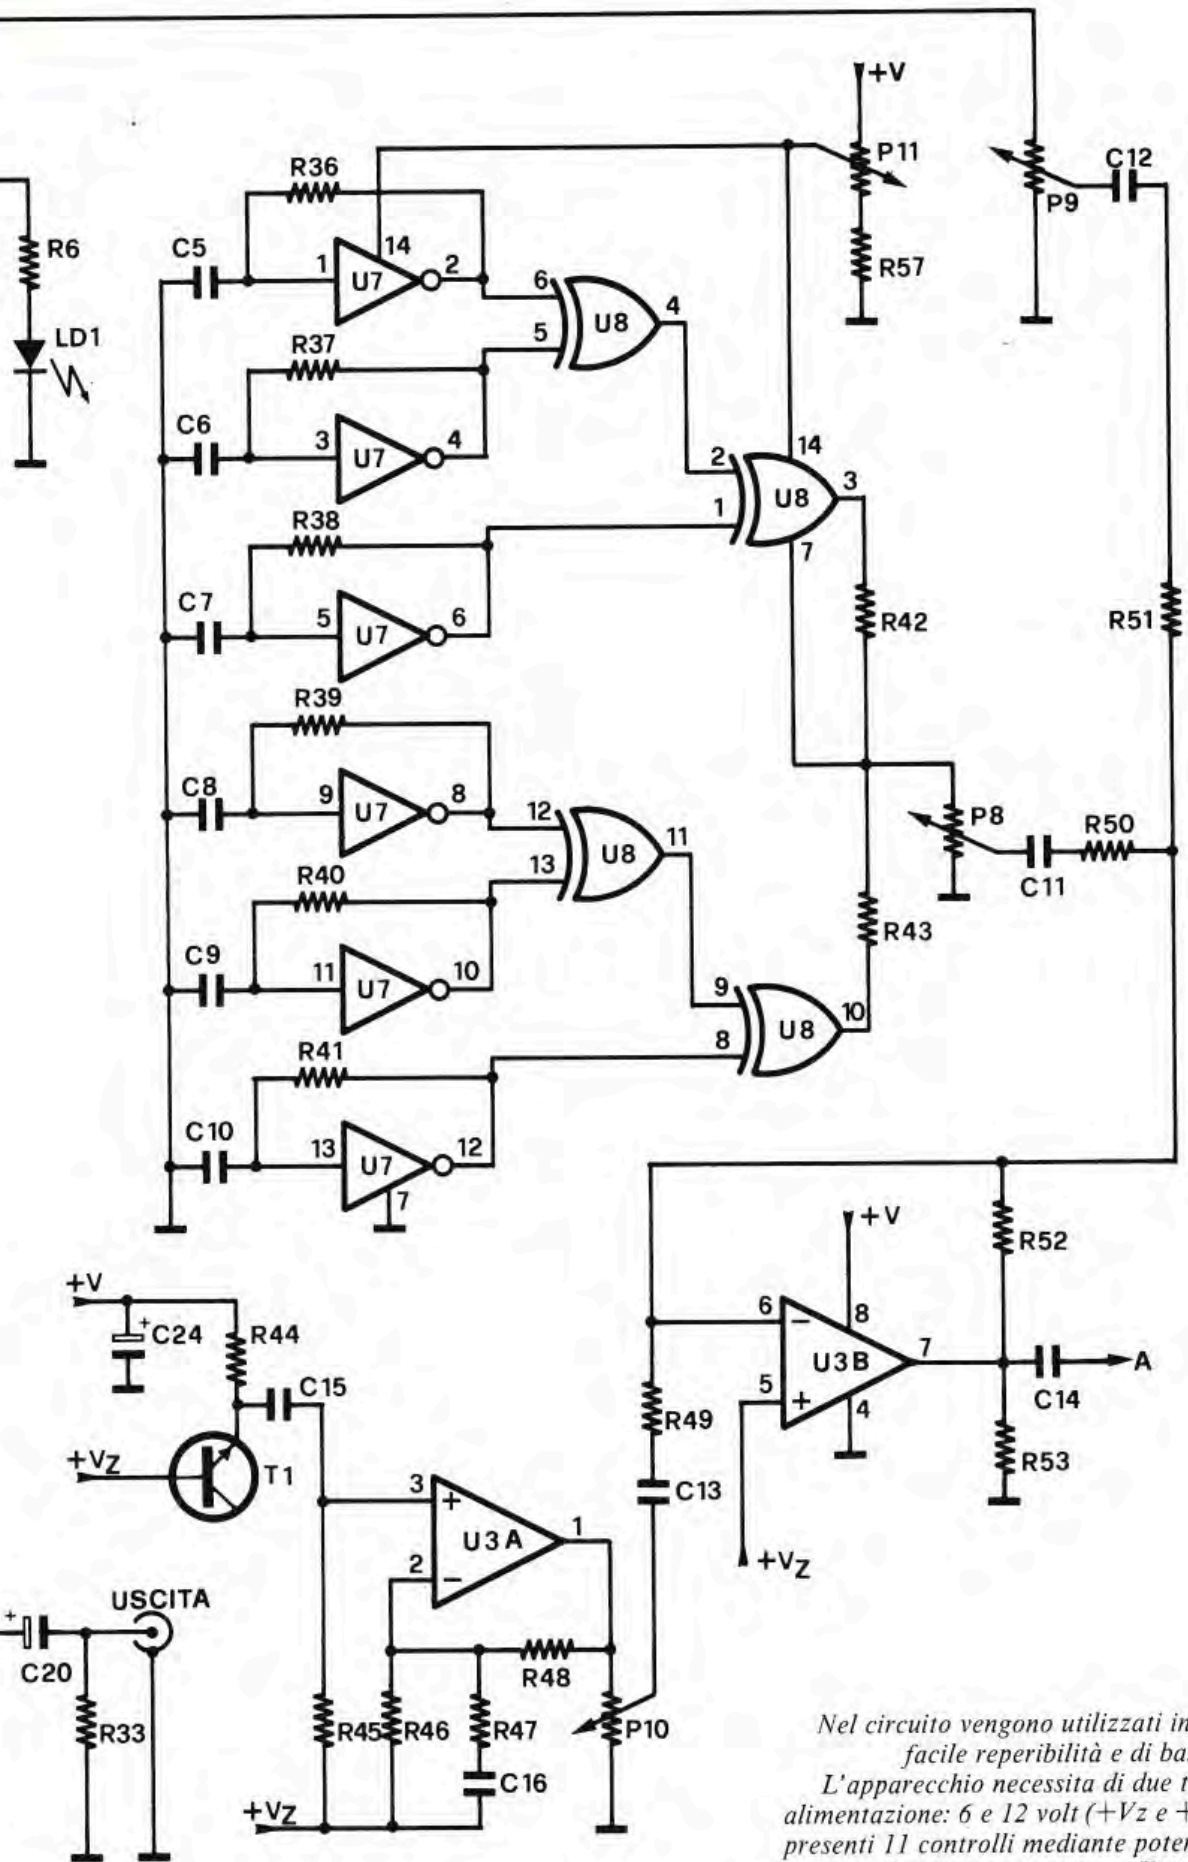 +V
P11
R57
P9
C12
R36
R6
C5
1
14
U7
2
6
5
U8
4
LD1
R37
C6
3
U7
4
2
14
U8
3
1
7
R38
C7
5
U7
6
R42
R51
R39
C8
9
U7
8
12
13
U8
11
P8
R50
C11
R40
R43
C9
11
U7
10
9
8
U8
10
R41
C10
13
U7
12
7
+V
C24
+
R44
C15
+VZ
T1
+V
R52
6
8
7
U3B
5
4
C14
A
R49
R53
C13
+VZ
3
+
U3A
1
2
−
−
+
USCITA
+
C20
R33
R48
R45
R46
R47
P10
C16
+VZ
Nel circuito vengono utilizzati in
facile reperibilità e di ba
L'apparecchio necessita di due t
alimentazione: 6 e 12 volt (+Vz e +
presenti 11 controlli mediante poten